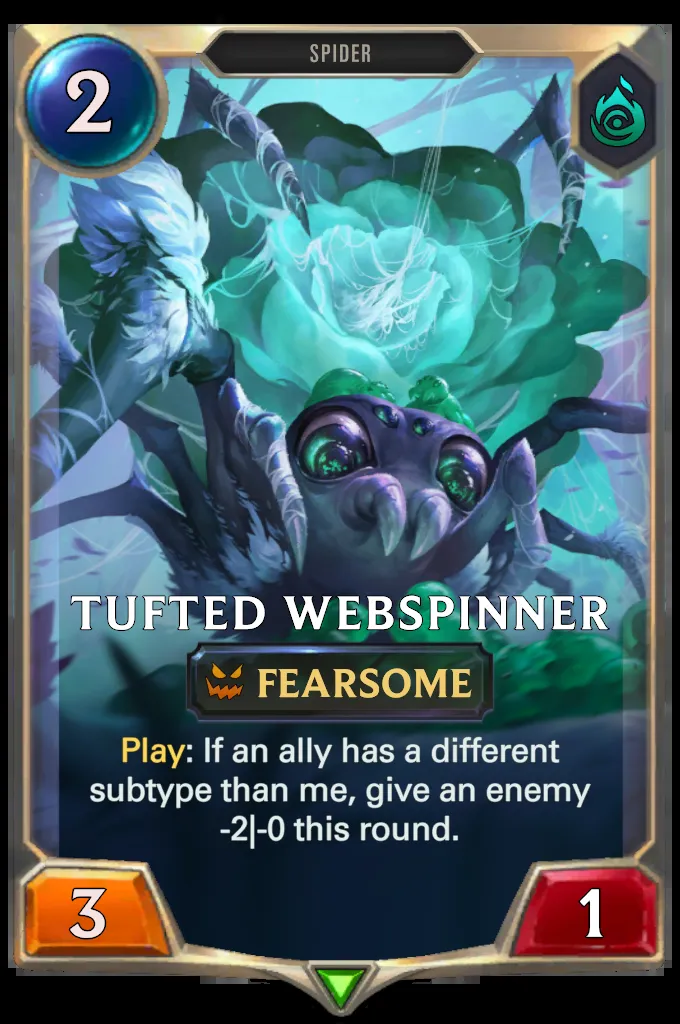 SPIDER
2
TUFTED WEBSPINNER
FEARSOME
Play: If an ally has a different
subtype than me, give an enemy
-2|-0 this round.
3
1